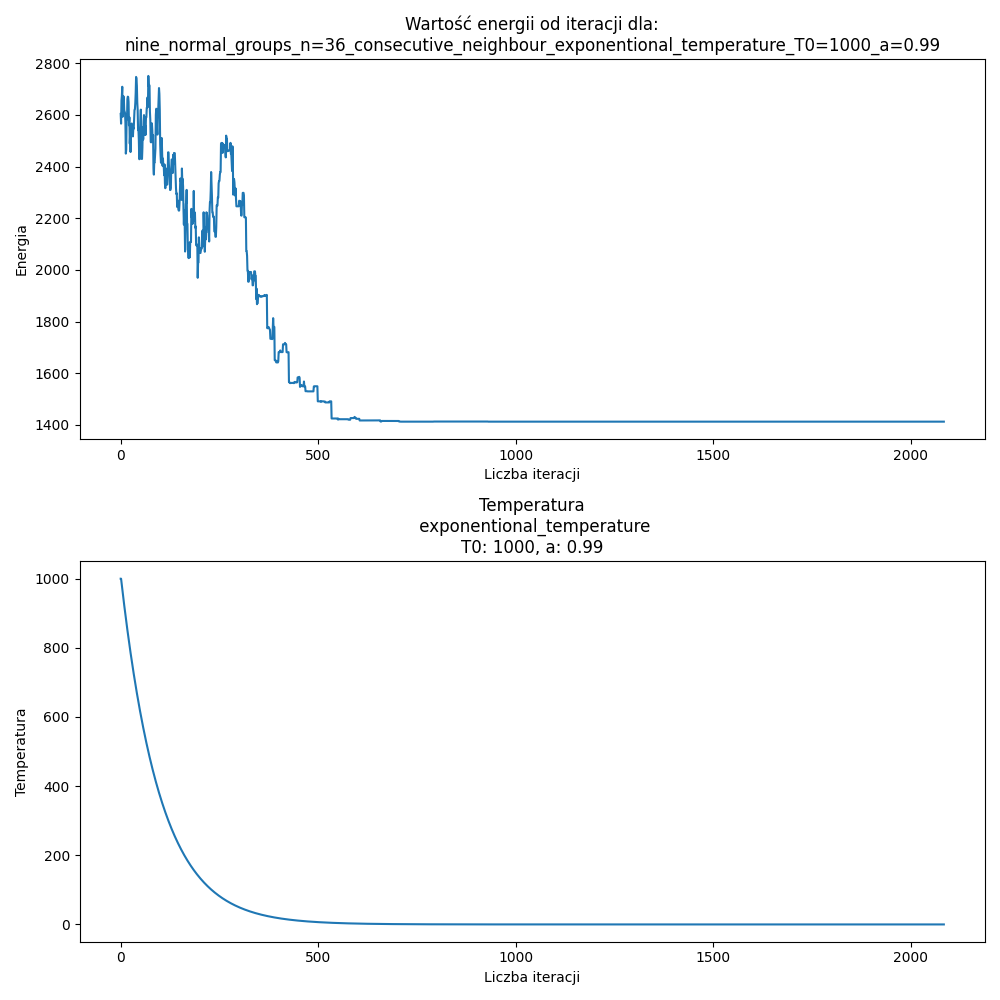 Wartość energii od iteracji dla:
nine_normal_groups_n=36_consecutive_neighbour_exponentional_temperature_T0=1000_a=0.99
2800
2600
2400
2200
2000
1800
1600
1400
Energia
0
500
1000
1500
2000
Liczba iteracji
Temperatura
exponentional_temperature
T0: 1000, a: 0.99
1000
800
600
400
200
0
Temperatura
0
500
1000
1500
2000
Liczba iteracji